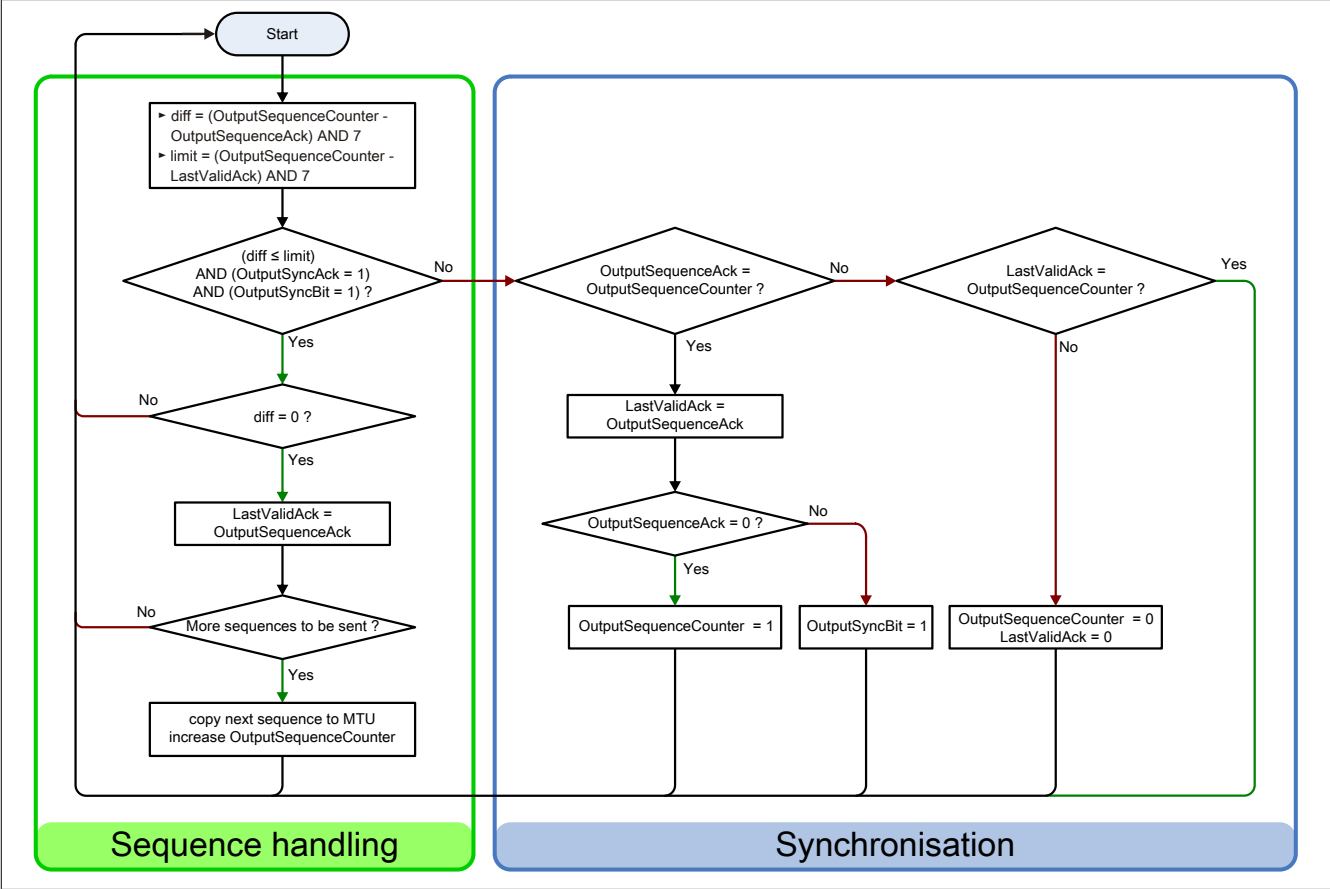 Start
► diff = (OutputSequenceCounter -
OutputSequenceAck) AND 7
► limit = (OutputSequenceCounter -
LastValidAck) AND 7
(diff ≤ limit)
AND (OutputSyncAck = 1)
AND (OutputSyncBit = 1) ?
No
Yes
diff = 0 ?
No
Yes
LastValidAck =
OutputSequenceAck
More sequences to be sent ?
No
Yes
copy next sequence to MTU
increase OutputSequenceCounter
Sequence handling
OutputSequenceAck =
OutputSequenceCounter ?
No
Yes
LastValidAck =
OutputSequenceAck
OutputSequenceAck = 0 ?
No
Yes
OutputSequenceCounter = 1
OutputSyncBit = 1
LastValidAck =
OutputSequenceCounter ?
Yes
No
OutputSequenceCounter = 0
LastValidAck = 0
Synchronisation